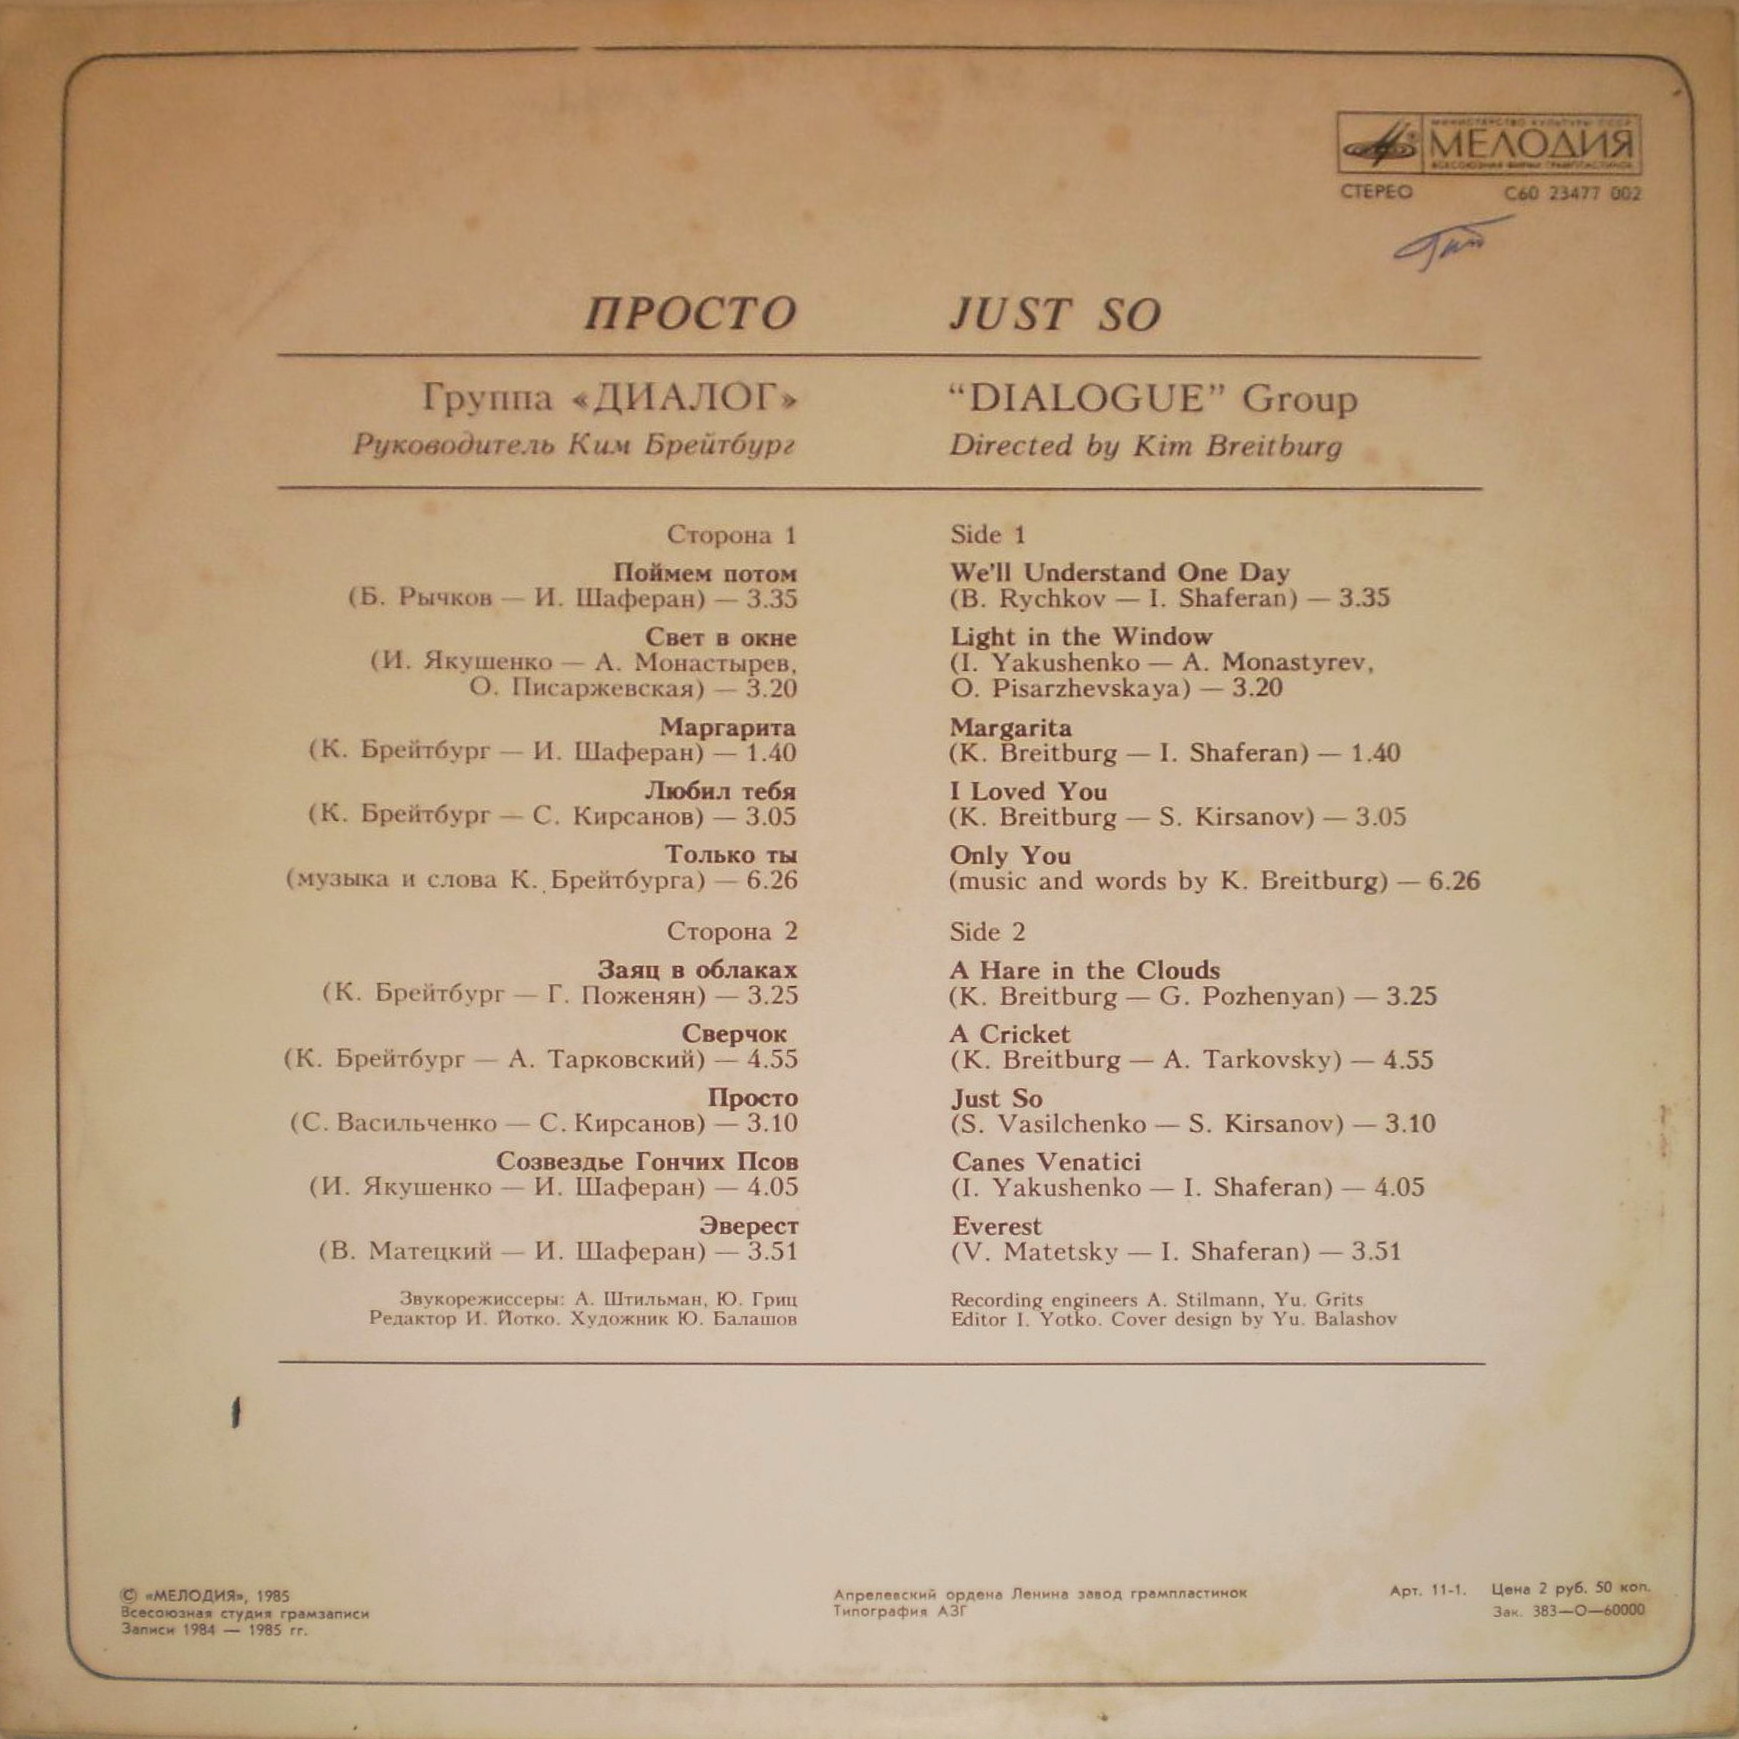 МИНИСТЕРСТВО КУЛЬТУРЫ СССР
МЕЛОДИЯ
ВСЕСОЮЗНАЯ ФИРМА ГРАМПЛАСТИНОК
СТЕРЕО С60 23477 002
ПРОСТО
Группа «ДИАЛОГ»
Руководитель Ким Брейтбург
Сторона 1
Поймем потом
(Б. Рычков — И. Шаферан) — 3.35
Свет в окне
(И. Якушенко — А. Монастырев,
О. Писаржевская) — 3.20
Маргарита
(К. Брейтбург — И. Шаферан) — 1.40
Любил тебя
(К. Брейтбург — С. Кирсанов) — 3.05
Только ты
(музыка и слова К. Брейтбурга) — 6.26
Сторона 2
Заяц в облаках
(К. Брейтбург — Г. Поженян) — 3.25
Сверчок
(К. Брейтбург — А. Тарковский) — 4.55
Просто
(С. Васильченко — С. Кирсанов) — 3.10
Созвездье Гончих Псов
(И. Якушенко — И. Шаферан) — 4.05
Эверест
(В. Матецкий — И. Шаферан) — 3.51
Звукорежиссеры: А. Штильман, Ю. Гриц
Редактор И. Йотко. Художник Ю. Балашов
JUST SO
“DIALOGUE” Group
Directed by Kim Breitburg
Side 1
We'll Understand One Day
(B. Rychkov — I. Shaferan) — 3.35
Light in the Window
(I. Yakushenko — A. Monastyrev,
O. Pisarzhevskaya) — 3.20
Margarita
(K. Breitburg — I. Shaferan) — 1.40
I Loved You
(K. Breitburg — S. Kirsanov) — 3.05
Only You
(music and words by K. Breitburg) — 6.26
Side 2
A Hare in the Clouds
(K. Breitburg — G. Pozhenyan) — 3.25
A Cricket
(K. Breitburg — A. Tarkovsky) — 4.55
Just So
(S. Vasilchenko — S. Kirsanov) — 3.10
Canes Venatici
(I. Yakushenko — I. Shaferan) — 4.05
Everest
(V. Matetsky — I. Shaferan) — 3.51
Recording engineers A. Stilmann, Yu. Grits
Editor I. Yotko. Cover design by Yu. Balashov
© «МЕЛОДИЯ», 1985
Всесоюзная студия грамзаписи
Записи 1984 — 1985 гг.
Апрелевский ордена Ленина завод грампластинок
Типография АЗГ
Арт. 11-1. Цена 2 руб. 50 коп.
Зак. 383—О—60000